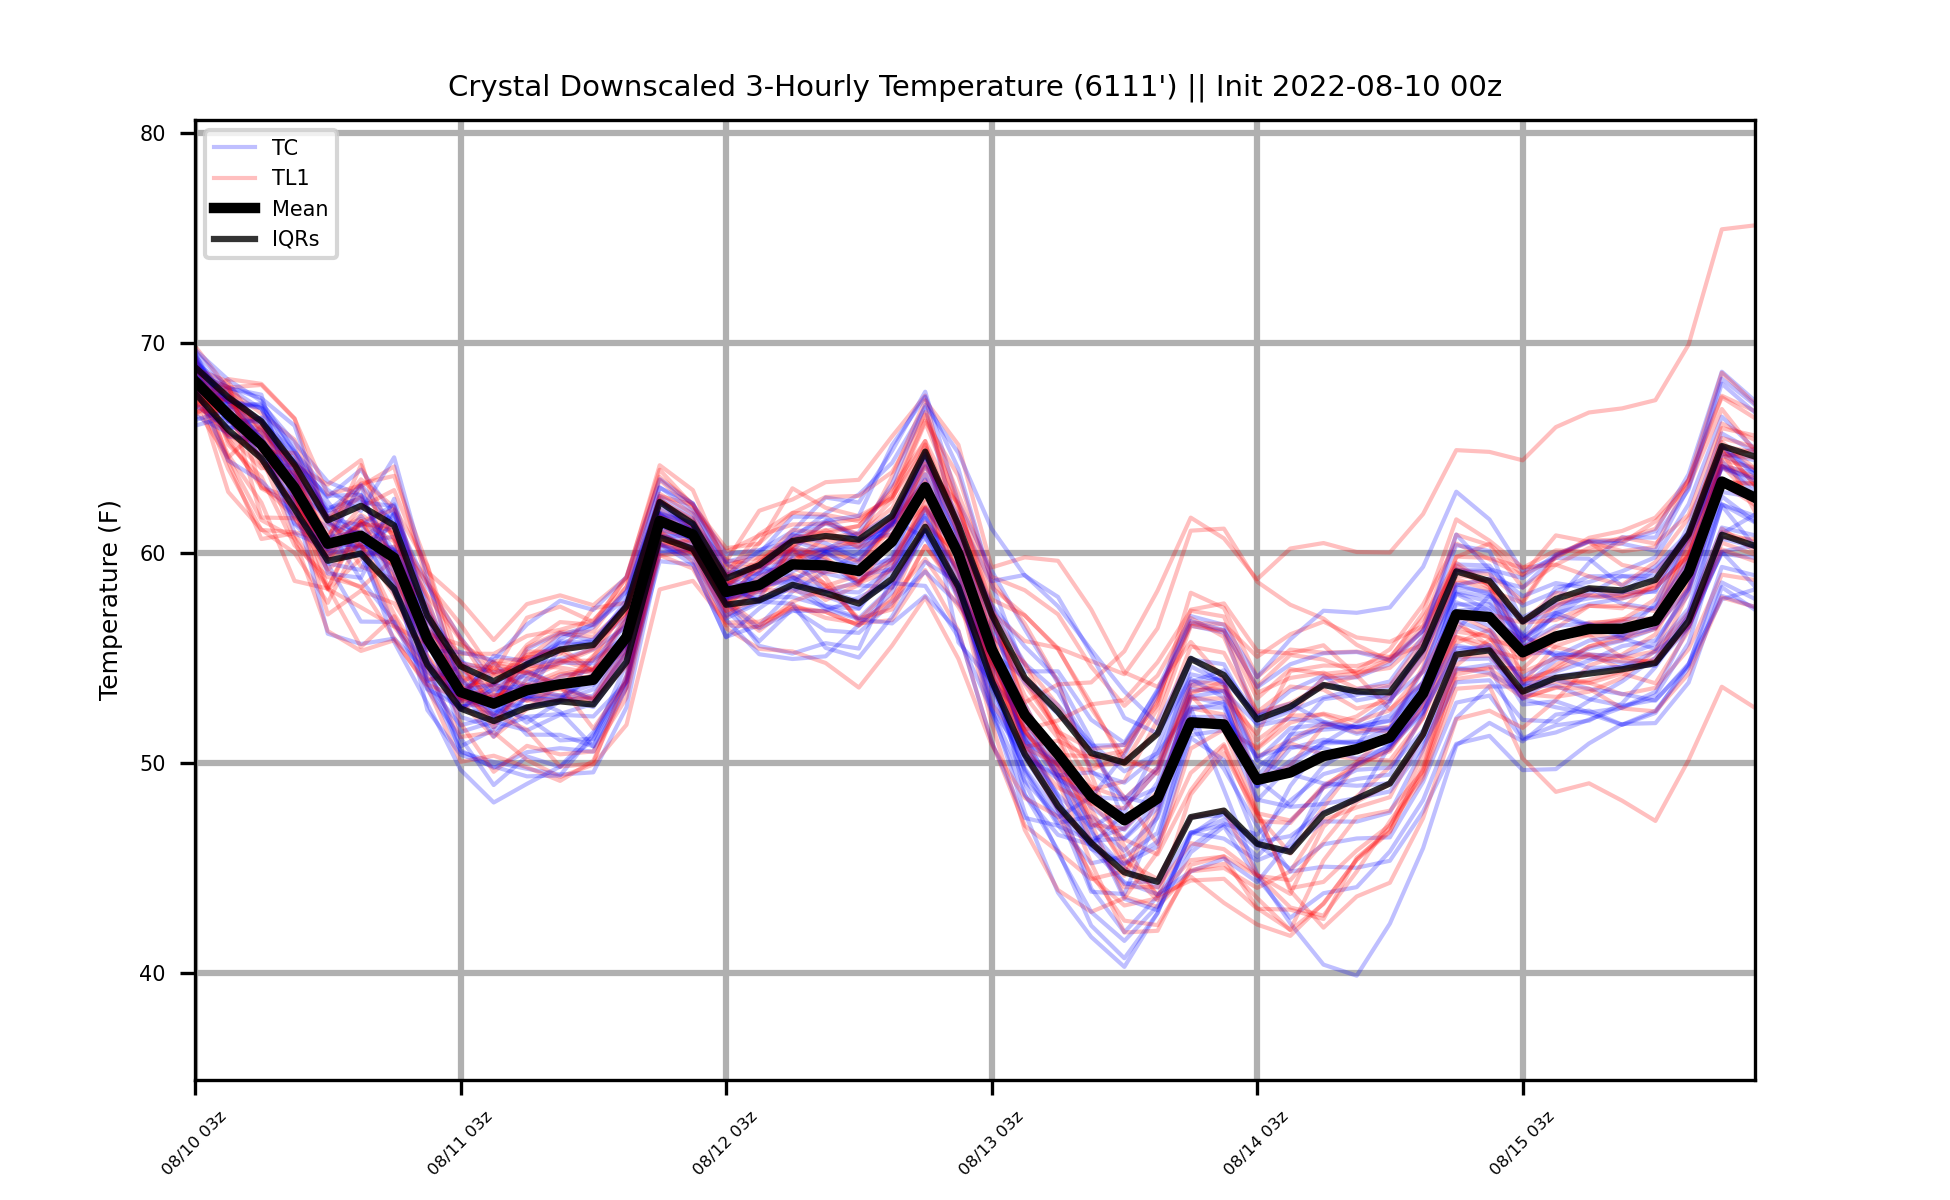 Crystal Downscaled 3-Hourly Temperature (6111') || Init 2022-08-10 00z
TC
TL1
Mean
IQRs
Temperature (F)
80
70
60
50
40
08/10 03z
08/11 03z
08/12 03z
08/13 03z
08/14 03z
08/15 03z